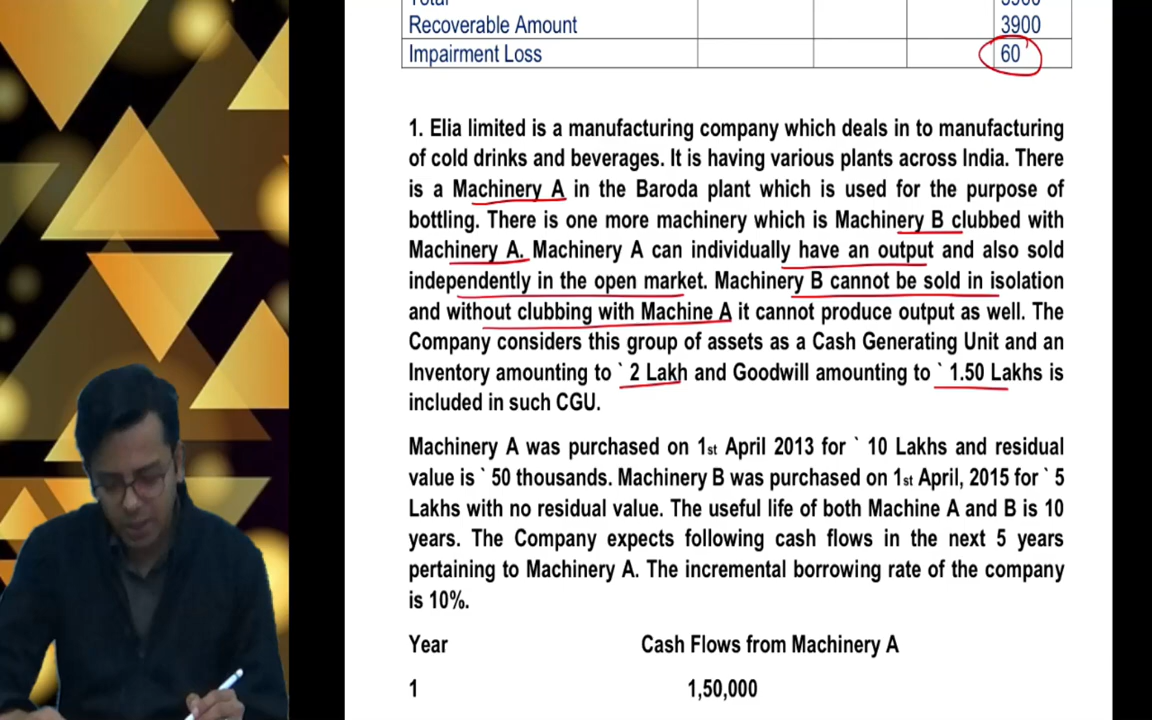 Total 3960
Recoverable Amount 3900
Impairment Loss 60
1. Elia limited is a manufacturing company which deals in to manufacturing
of cold drinks and beverages. It is having various plants across India. There
is a Machinery A in the Baroda plant which is used for the purpose of
bottling. There is one more machinery which is Machinery B clubbed with
Machinery A. Machinery A can individually have an output and also sold
independently in the open market. Machinery B cannot be sold in isolation
and without clubbing with Machine A it cannot produce output as well. The
Company considers this group of assets as a Cash Generating Unit and an
Inventory amounting to ` 2 Lakh and Goodwill amounting to ` 1.50 Lakhs is
included in such CGU.
Machinery A was purchased on 1st April 2013 for ` 10 Lakhs and residual
value is ` 50 thousands. Machinery B was purchased on 1st April, 2015 for ` 5
Lakhs with no residual value. The useful life of both Machine A and B is 10
years. The Company expects following cash flows in the next 5 years
pertaining to Machinery A. The incremental borrowing rate of the company
is 10%.
Year Cash Flows from Machinery A
1 1,50,000